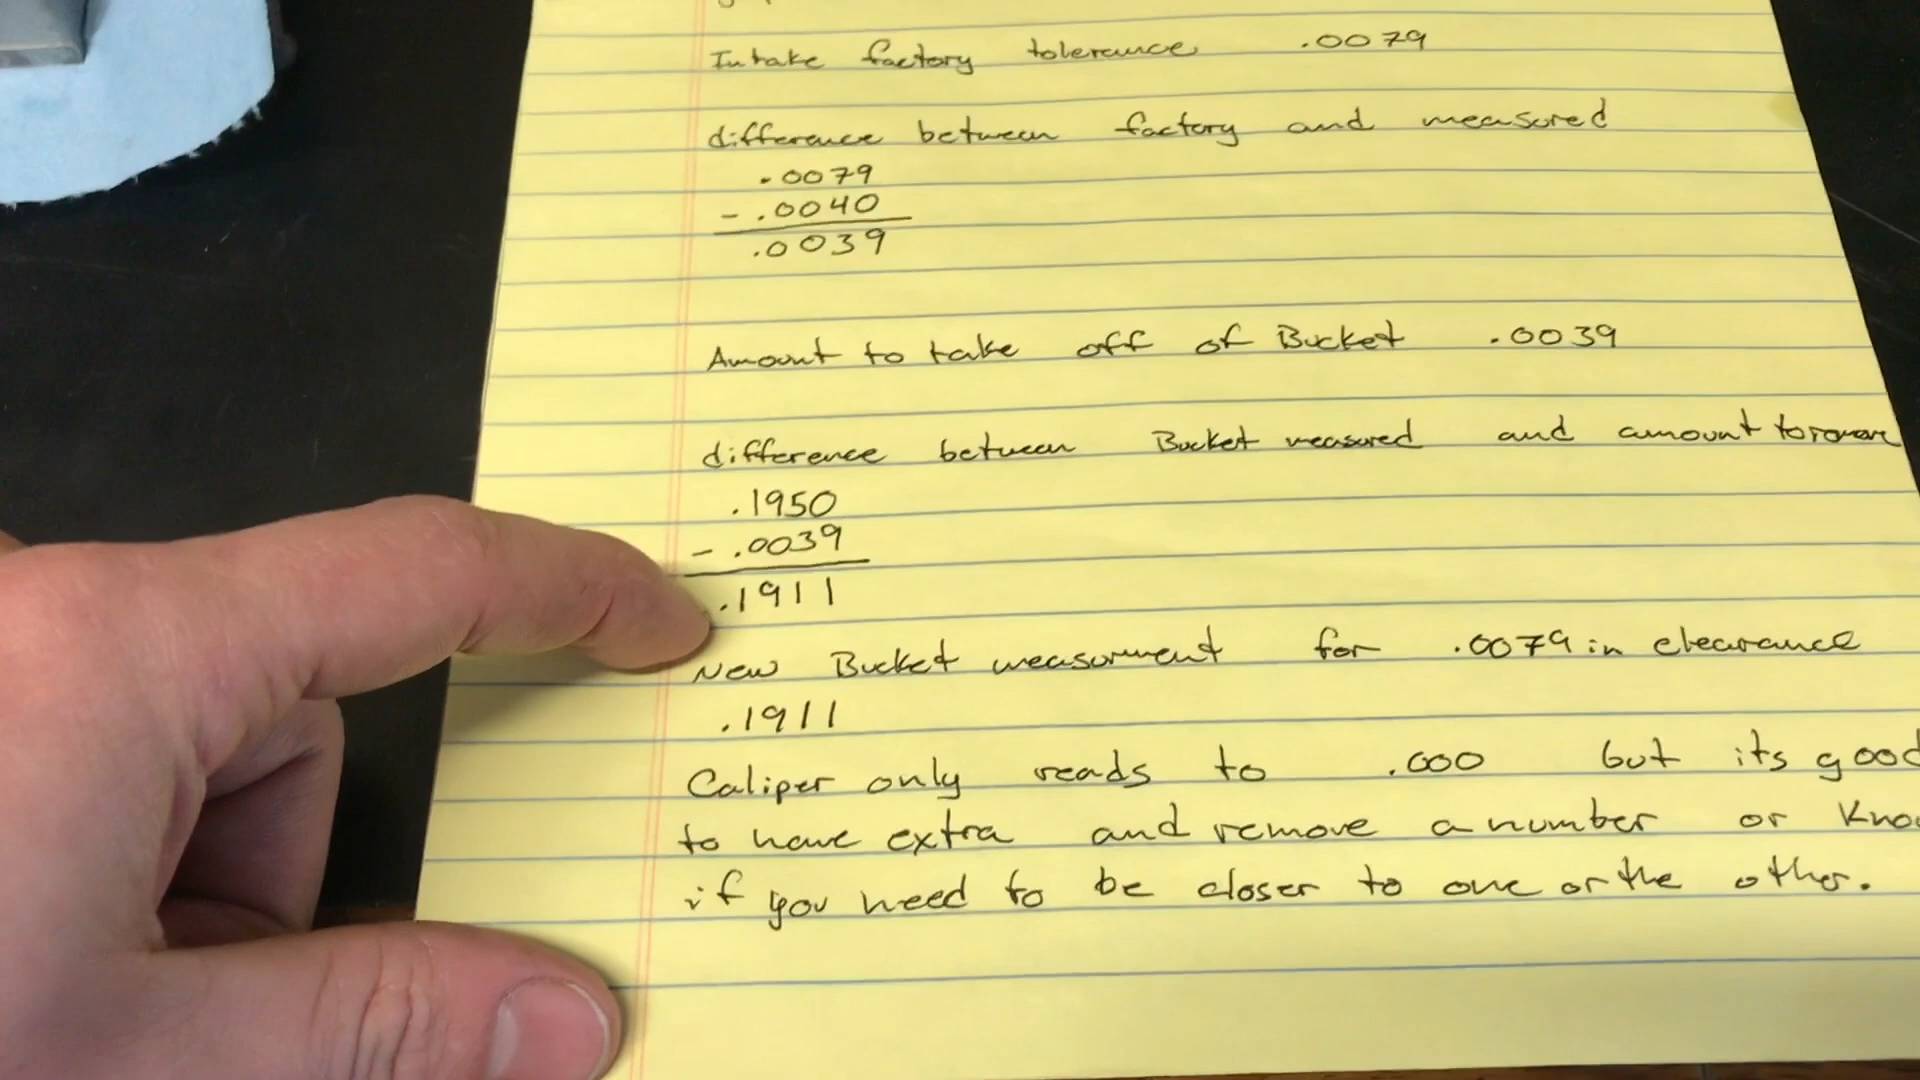 Intake factory tolerance .0079
difference between factory and measured
.0079
- .0040
.0039
Amount to take off of Bucket .0039
difference between Bucket measured and amount to
.1950
- .0039
.1911
New Bucket measurment for .0079 in clearance
.1911
Caliper only reads to .000 but its good
to have extra and remove a number or Kno
if you need to be closer to one or the other.